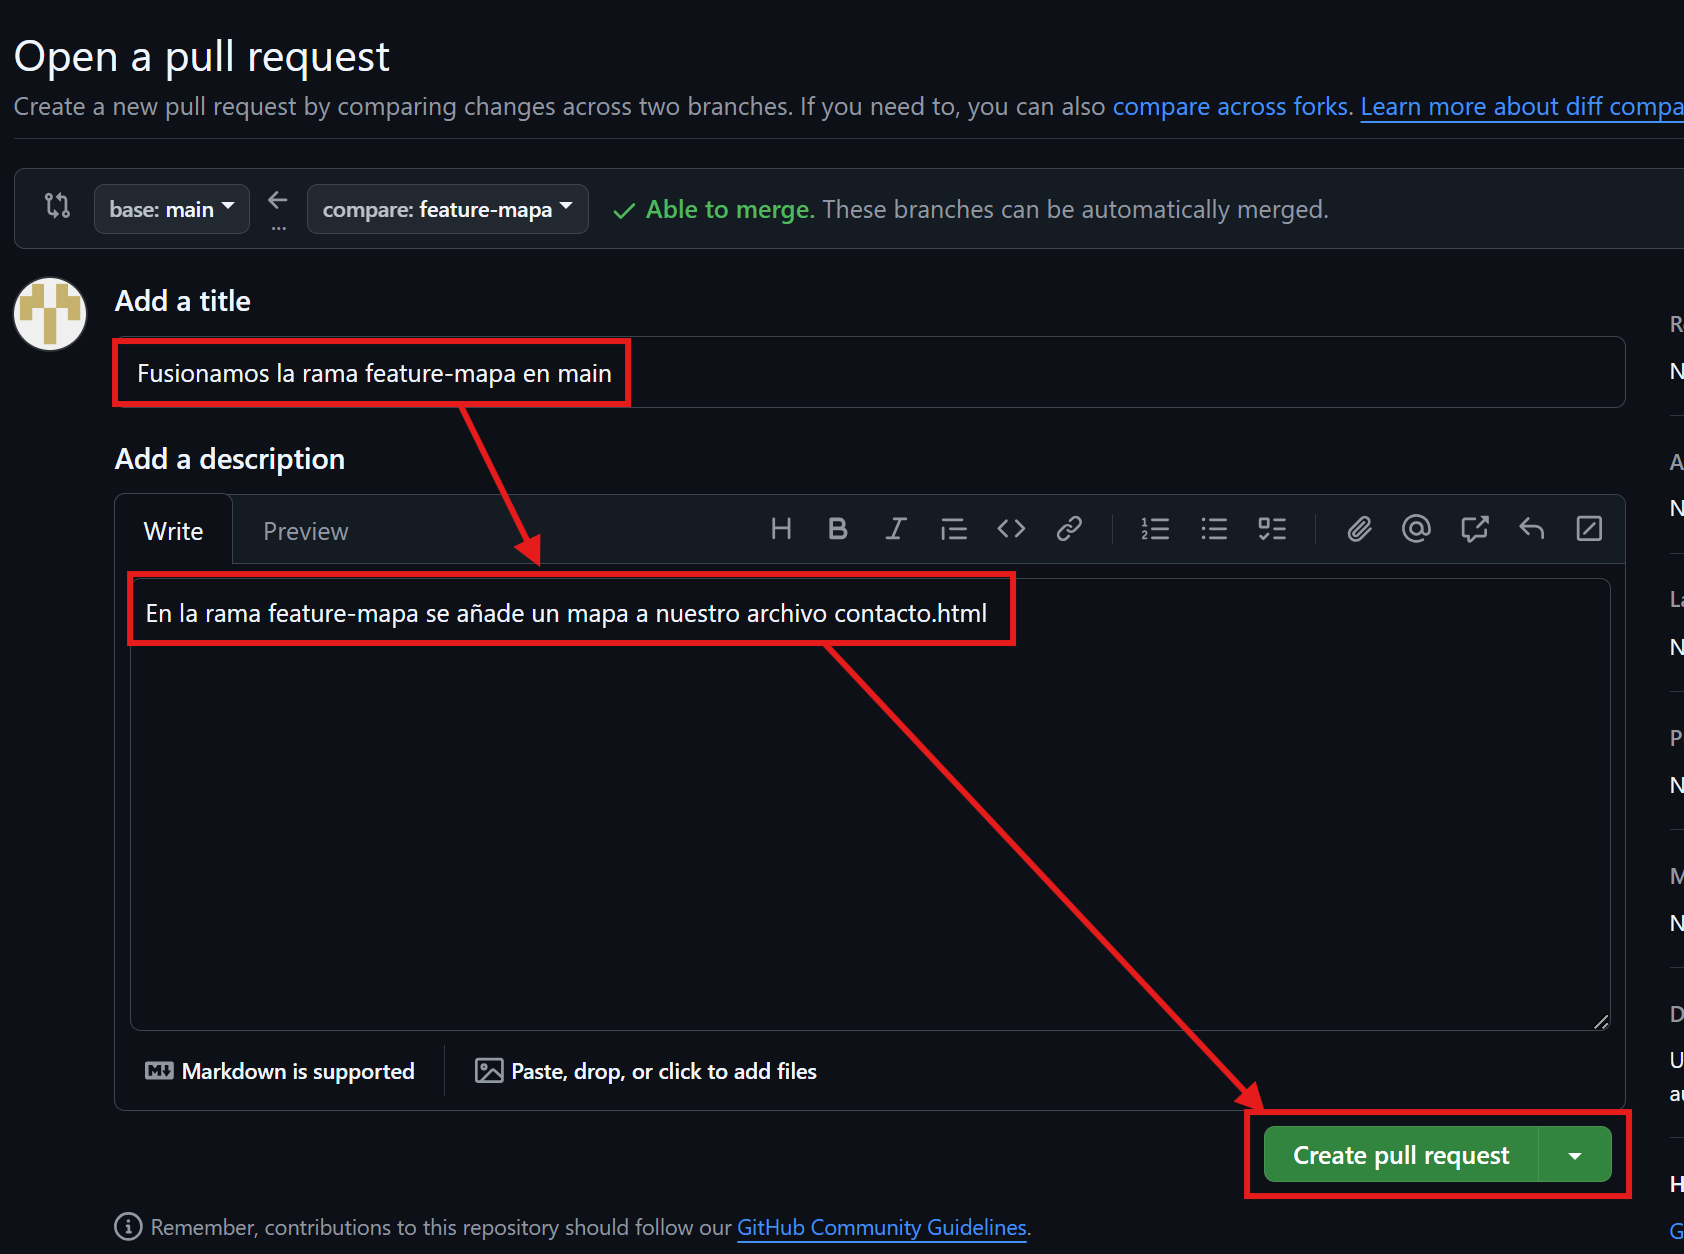 Open a pull request
Create a new pull request by comparing changes across two branches. If you need to, you can also compare across forks. Learn more about diff compa
base: main
compare: feature-mapa
Able to merge. These branches can be automatically merged.
Add a title
Fusionamos la rama feature-mapa en main
Add a description
Write
Preview
En la rama feature-mapa se añade un mapa a nuestro archivo contacto.html
Markdown is supported
Paste, drop, or click to add files
Create pull request
Remember, contributions to this repository should follow our GitHub Community Guidelines.